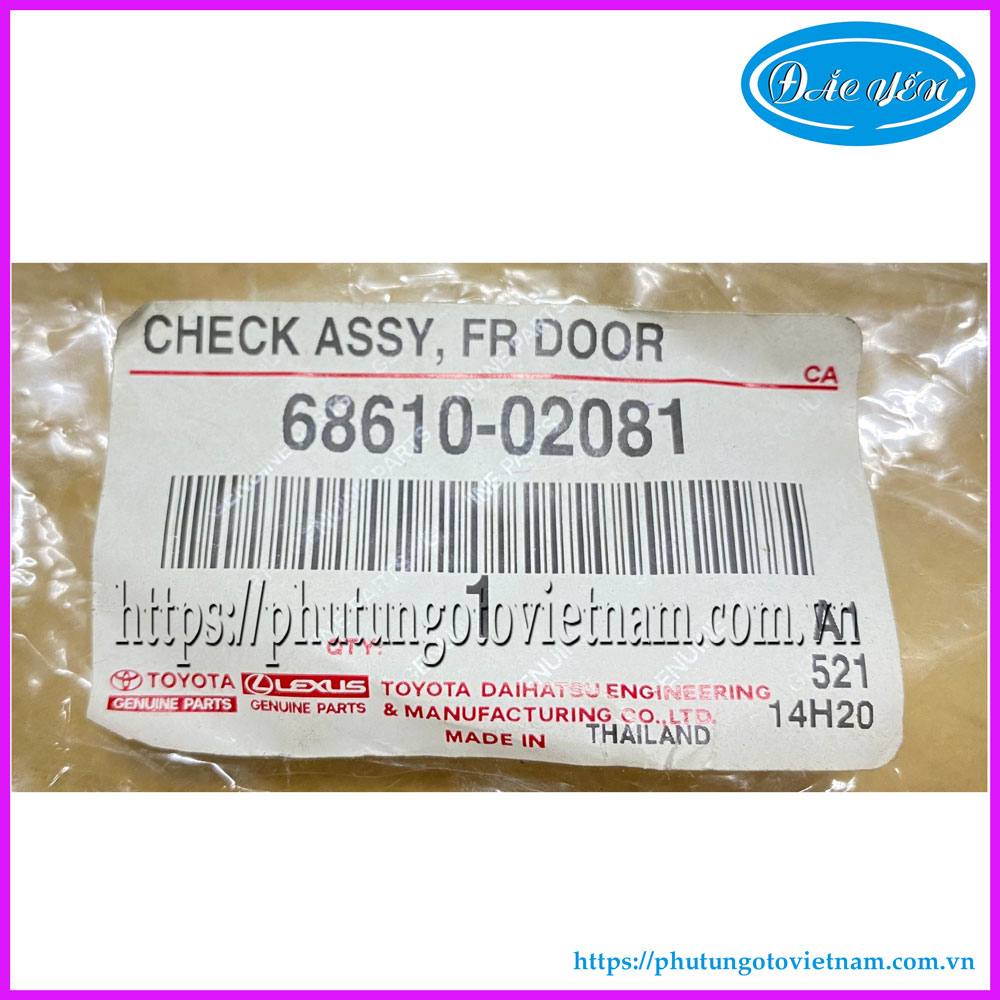 ĐẮC YẾN
CHECK ASSY, FR DOOR
CA
68610-02081
https://phutungotovietnam.com.vn
1
A1
QTY:
521
TOYOTA
GENUINE PARTS
LEXUS
GENUINE PARTS
TOYOTA DAIHATSU ENGINEERING
& MANUFACTURING CO.,LTD.
14H20
MADE IN THAILAND
https://phutungotovietnam.com.vn